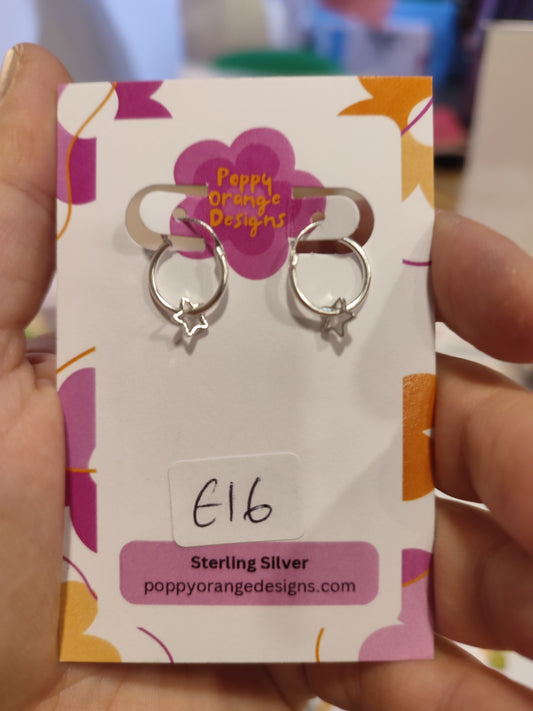 Poppy
Orange
Designs
£16
Sterling Silver
poppyorangedesigns.com